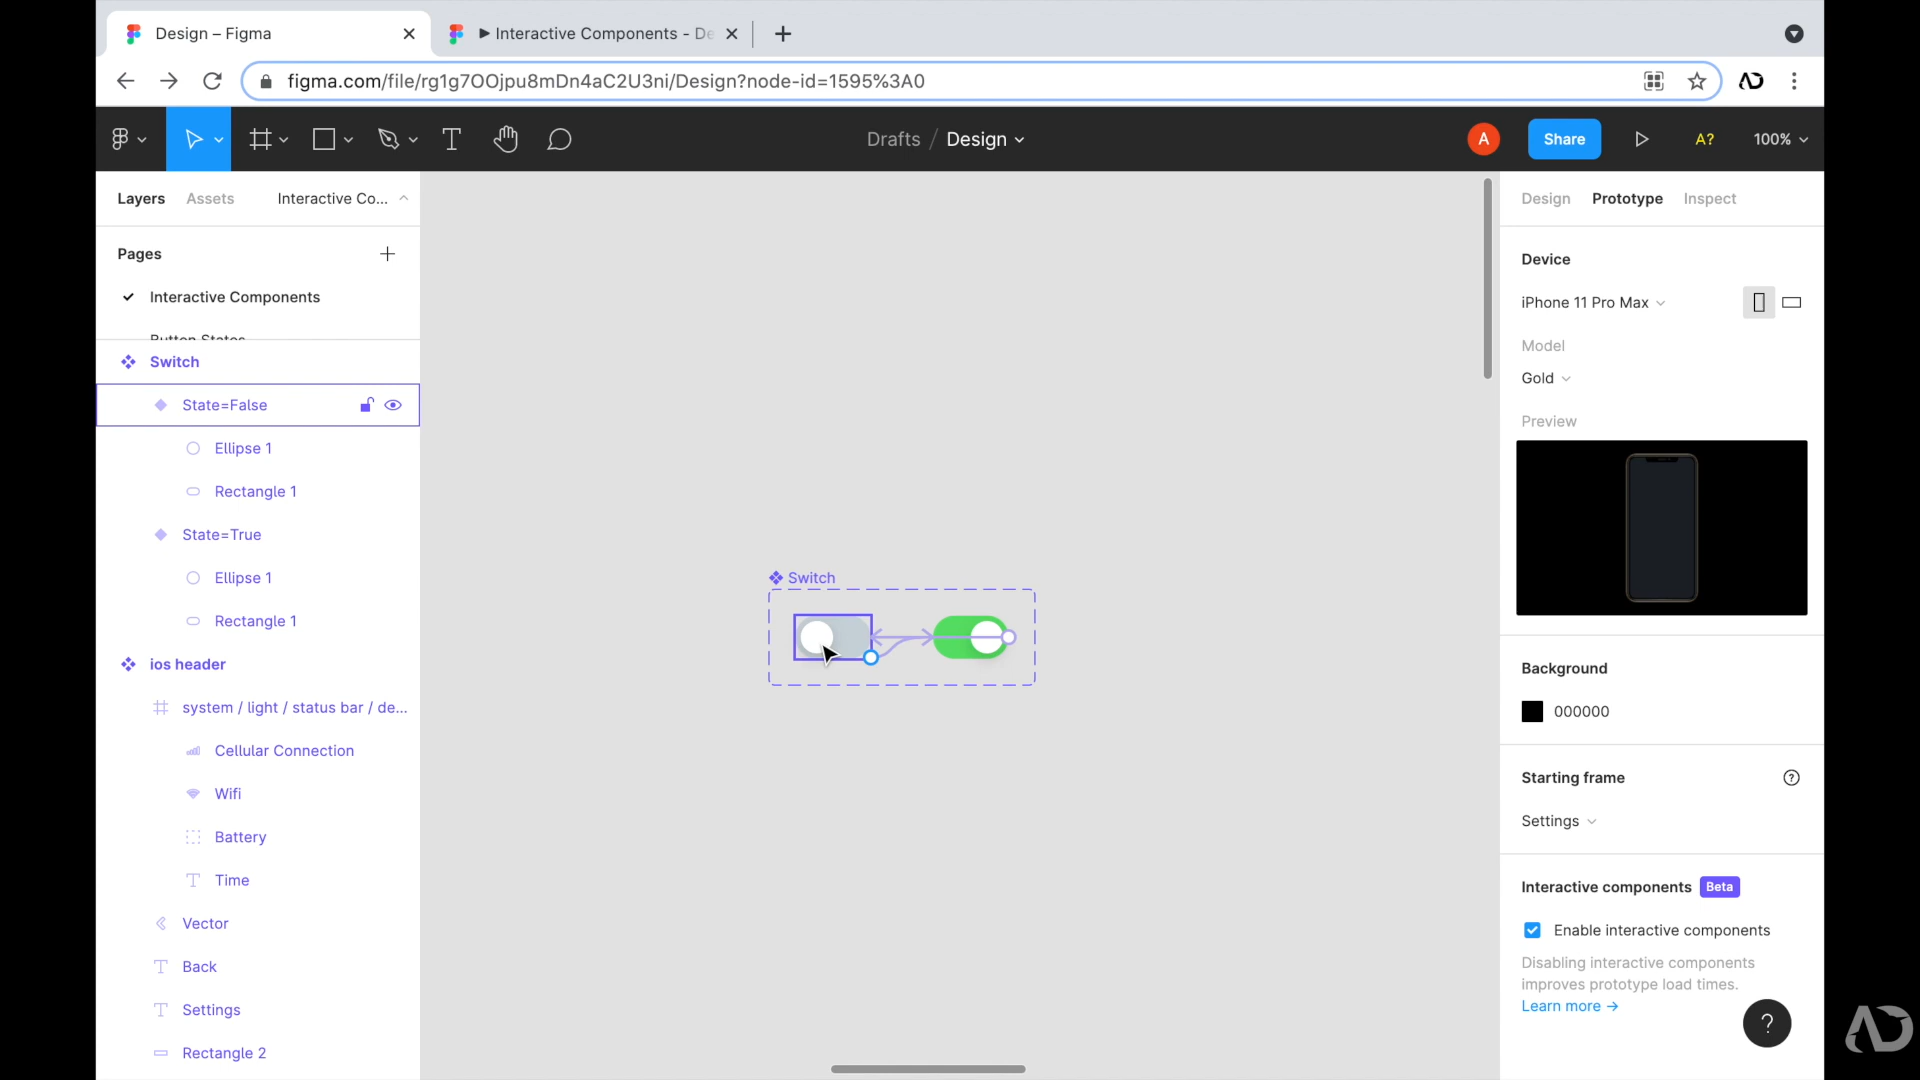 Design – Figma
Interactive Components - De
figma.com/file/rg1g7OOjpu8mDn4aC2U3ni/Design?node-id=1595%3A0
Drafts / Design
A
Share
A?
100%
Layers
Assets
Interactive Co...
Design
Prototype
Inspect
Pages
Interactive Components
Button States
Switch
State=False
Ellipse 1
Rectangle 1
State=True
Ellipse 1
Rectangle 1
ios header
system / light / status bar / de...
Cellular Connection
Wifi
Battery
Time
Vector
Back
Settings
Rectangle 2
Switch
Device
iPhone 11 Pro Max
Model
Gold
Preview
Background
000000
Starting frame
?
Settings
Interactive components Beta
Enable interactive components
Disabling interactive components
improves prototype load times.
Learn more →
?